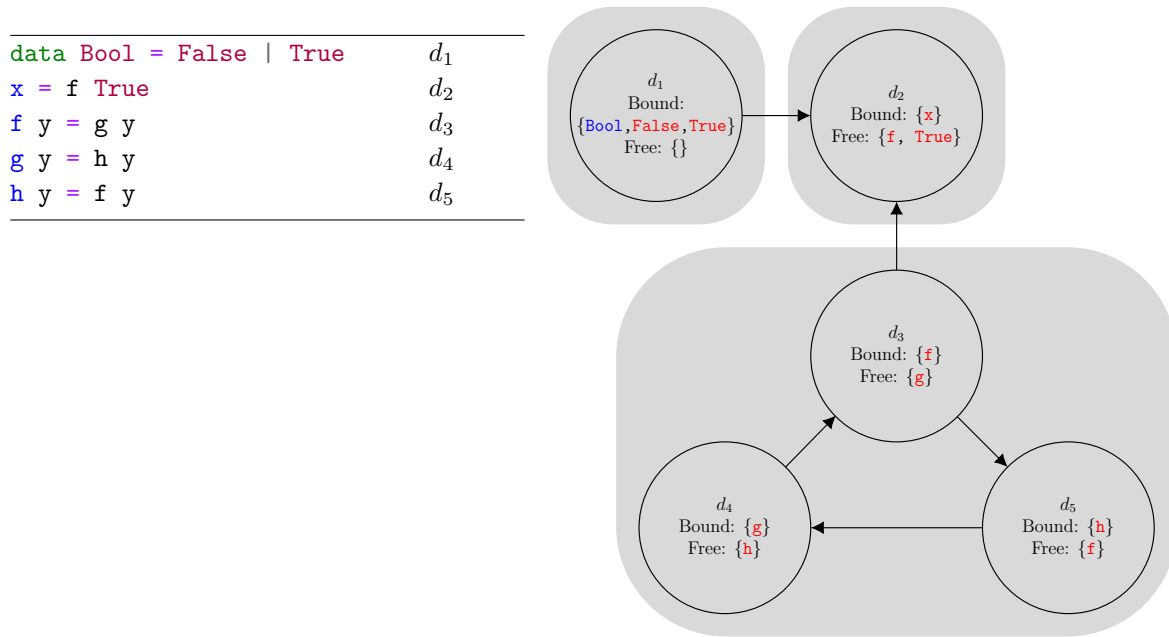 data Bool = False | True d₁
x = f True d₂
f y = g y d₃
g y = h y d₄
h y = f y d₅
d₁
Bound:
{Bool,False,True}
Free: {}
d₂
Bound: {x}
Free: {f, True}
d₃
Bound: {f}
Free: {g}
d₄
Bound: {g}
Free: {h}
d₅
Bound: {h}
Free: {f}